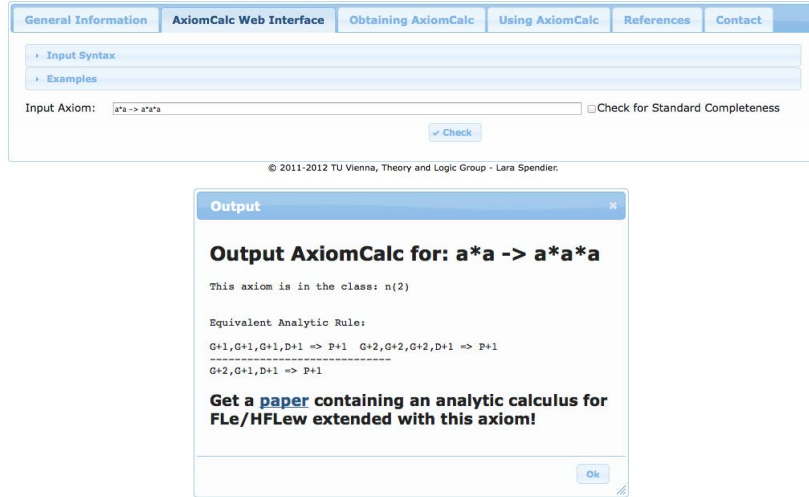 General Information AxiomCalc Web Interface Obtaining AxiomCalc Using AxiomCalc References Contact
Input Syntax
Examples
Input Axiom: a*a -> a*a*a Check for Standard Completeness
Check
© 2011-2012 TU Vienna, Theory and Logic Group - Lara Spendier.
Output
Output AxiomCalc for: a*a -> a*a*a
This axiom is in the class: n(2)
Equivalent Analytic Rule:
G+1,G+1,G+1,D+1 => P+1 G+2,G+2,G+2,D+1 => P+1
------------------------------
G+2,G+1,D+1 => P+1
Get a paper containing an analytic calculus for
FLe/HFLew extended with this axiom!
Ok